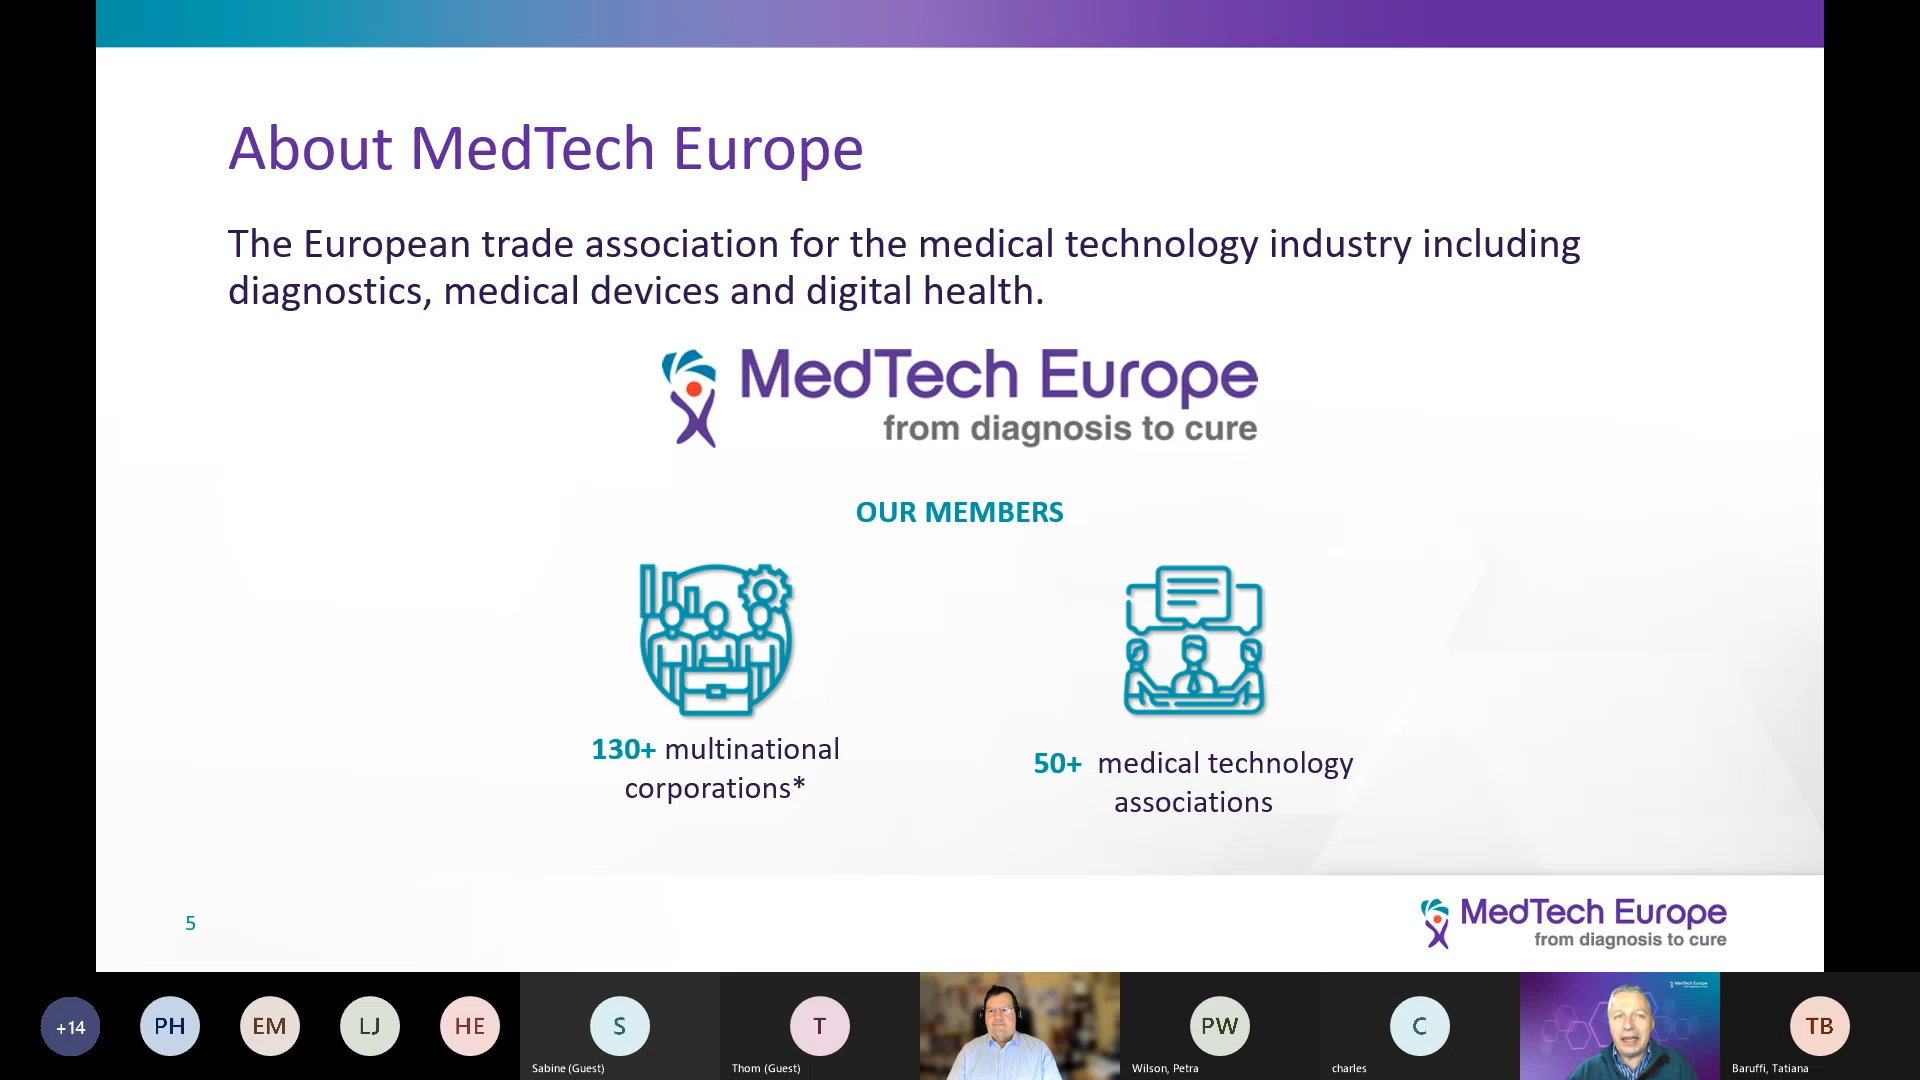 About MedTech Europe
The European trade association for the medical technology industry including
diagnostics, medical devices and digital health.
MedTech Europe
from diagnosis to cure
OUR MEMBERS
130+ multinational
corporations*
50+ medical technology
associations
5
MedTech Europe
from diagnosis to cure
+14
PH
EM
LJ
HE
S
Sabine (Guest)
T
Thom (Guest)
PW
Wilson, Petra
C
charles
MedTech Europe
TB
Baruffi, Tatiana